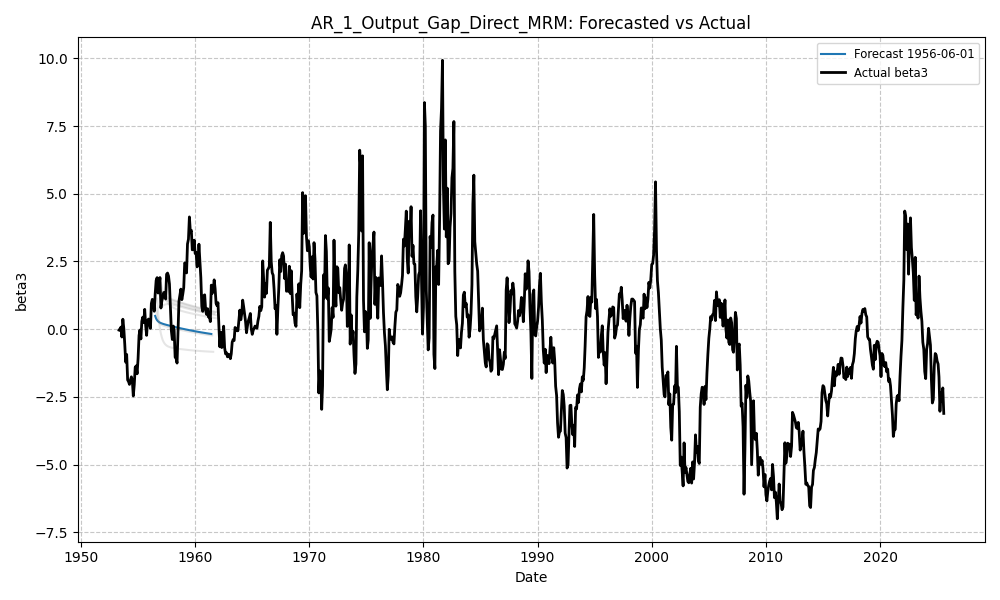 AR_1_Output_Gap_Direct_MRM: Forecasted vs Actual
Forecast 1956-06-01
Actual beta3
10.0
7.5
5.0
2.5
0.0
−2.5
−5.0
−7.5
beta3
1950 1960 1970 1980 1990 2000 2010 2020
Date